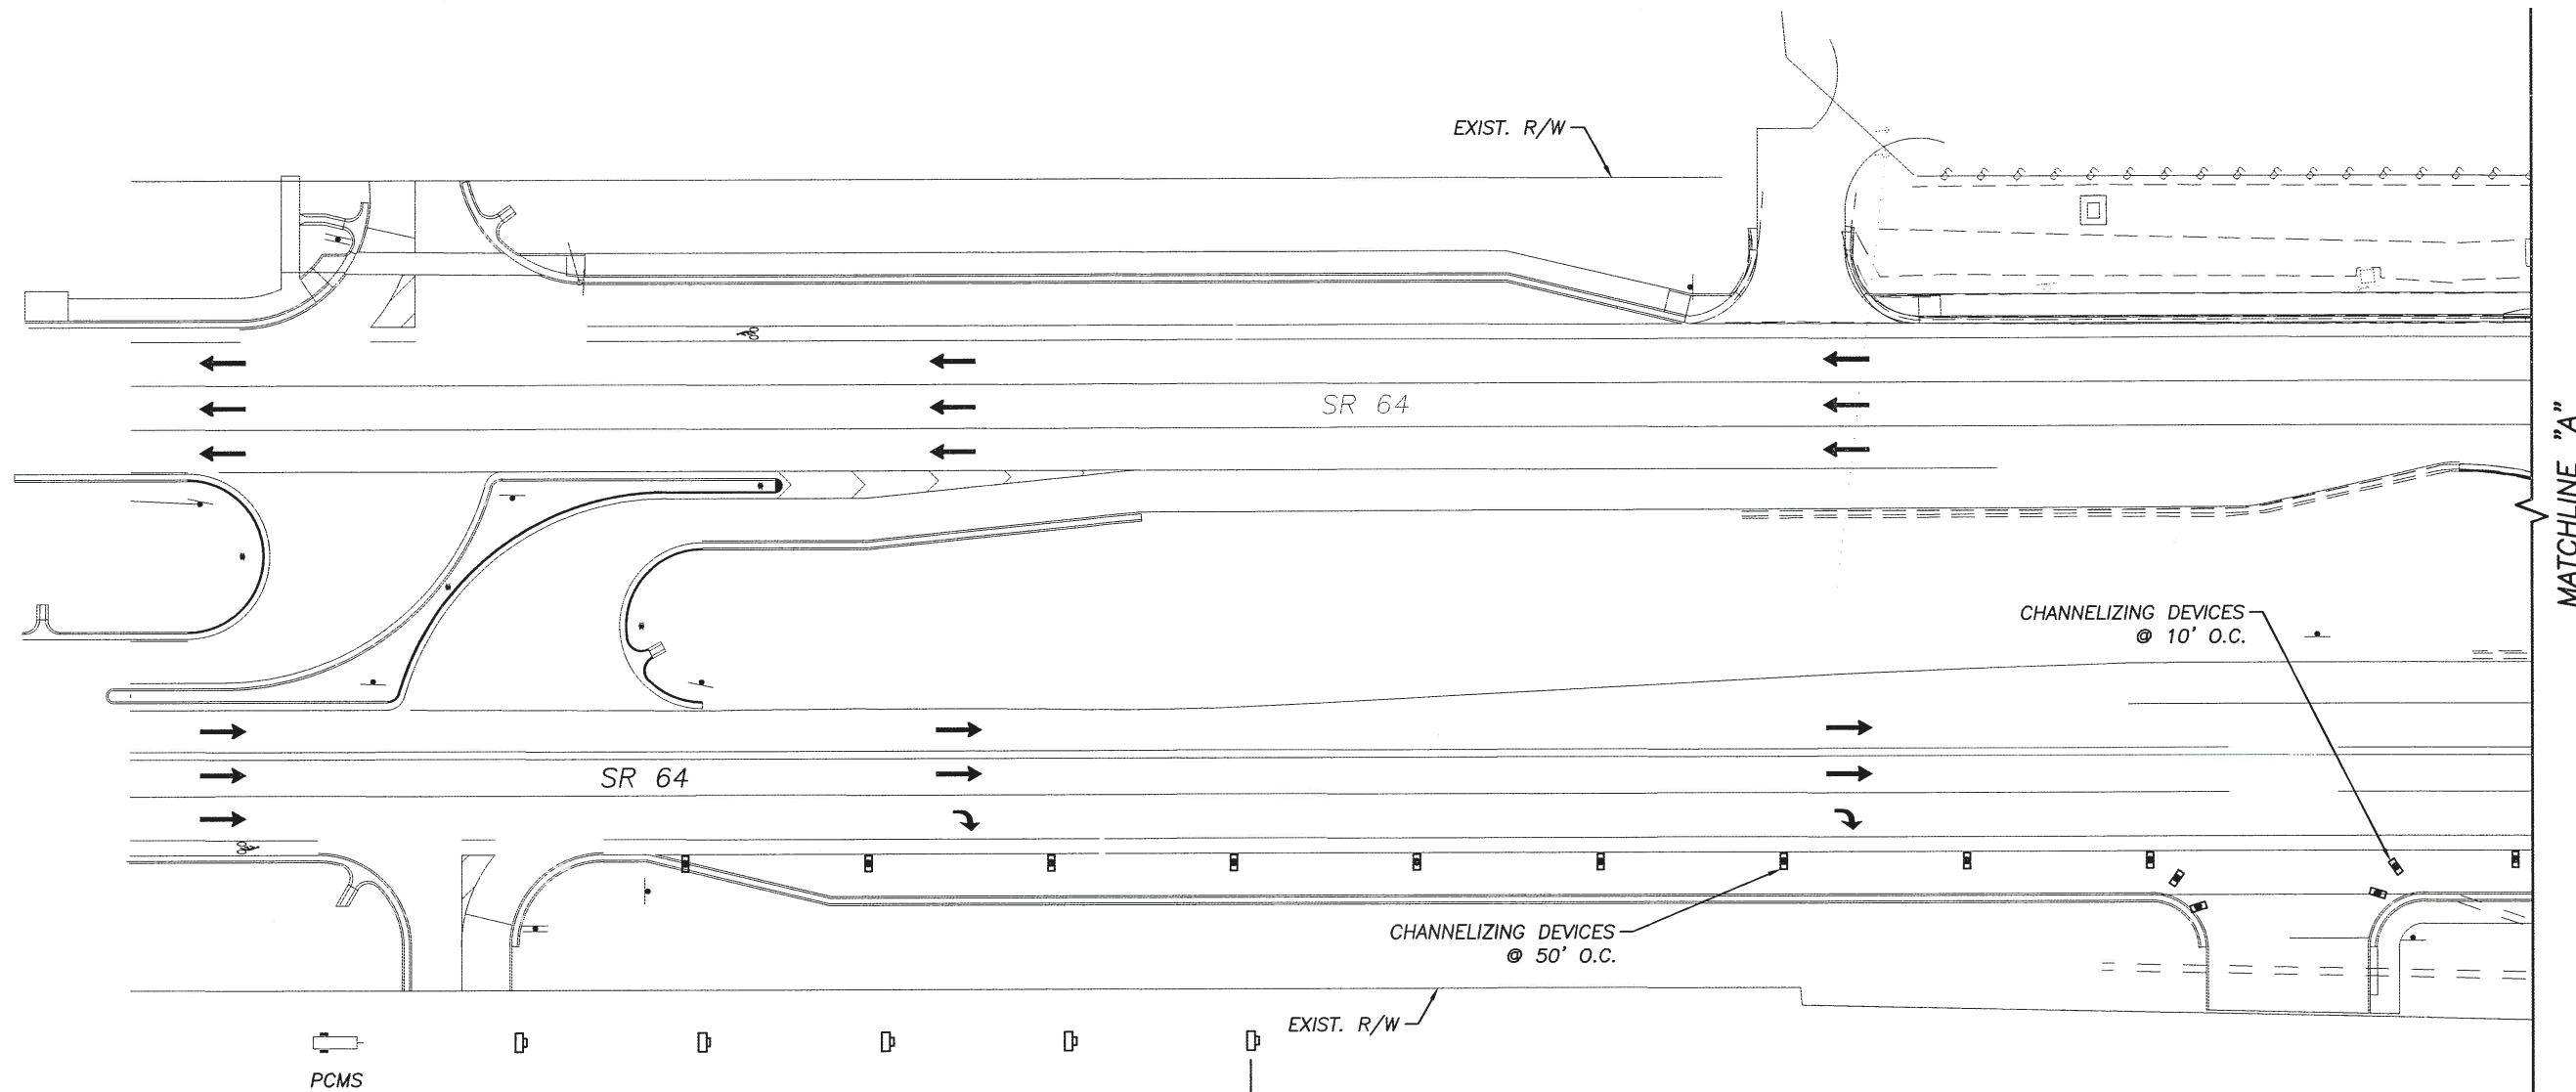 EXIST. R/W
SR 64
MATCHLINE "A"
CHANNELIZING DEVICES
@ 10' O.C.
SR 64
CHANNELIZING DEVICES
@ 50' O.C.
EXIST. R/W
PCMS